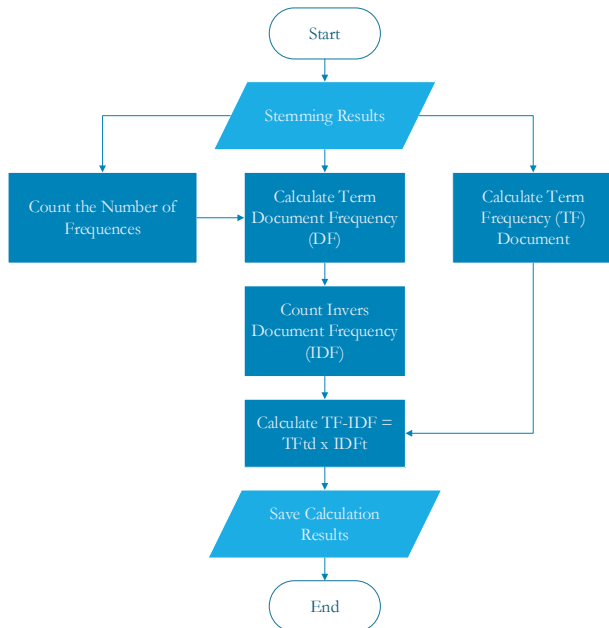 Start
Stemming Results
Count the Number of
Frequences
Calculate Term
Document Frequency
(DF)
Calculate Term
Frequency (TF)
Document
Count Invers
Document Frequency
(IDF)
Calculate TF-IDF =
TFtd x IDFt
Save Calculation
Results
End